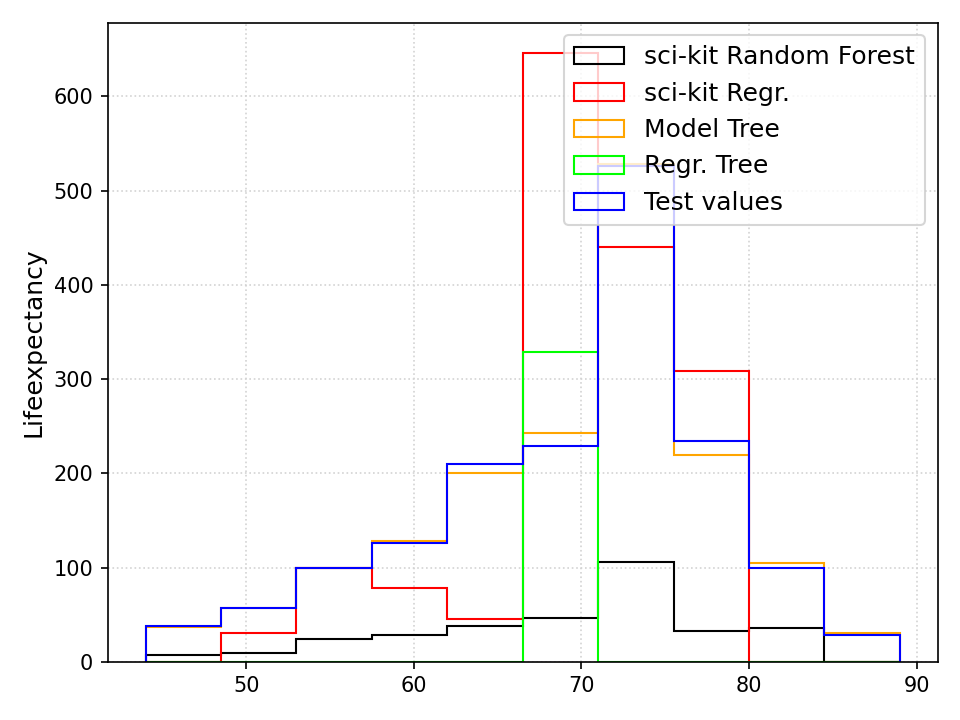 sci-kit Random Forest
sci-kit Regr.
Model Tree
Regr. Tree
Test values
Lifeexpectancy
600
500
400
300
200
100
0
50 60 70 80 90